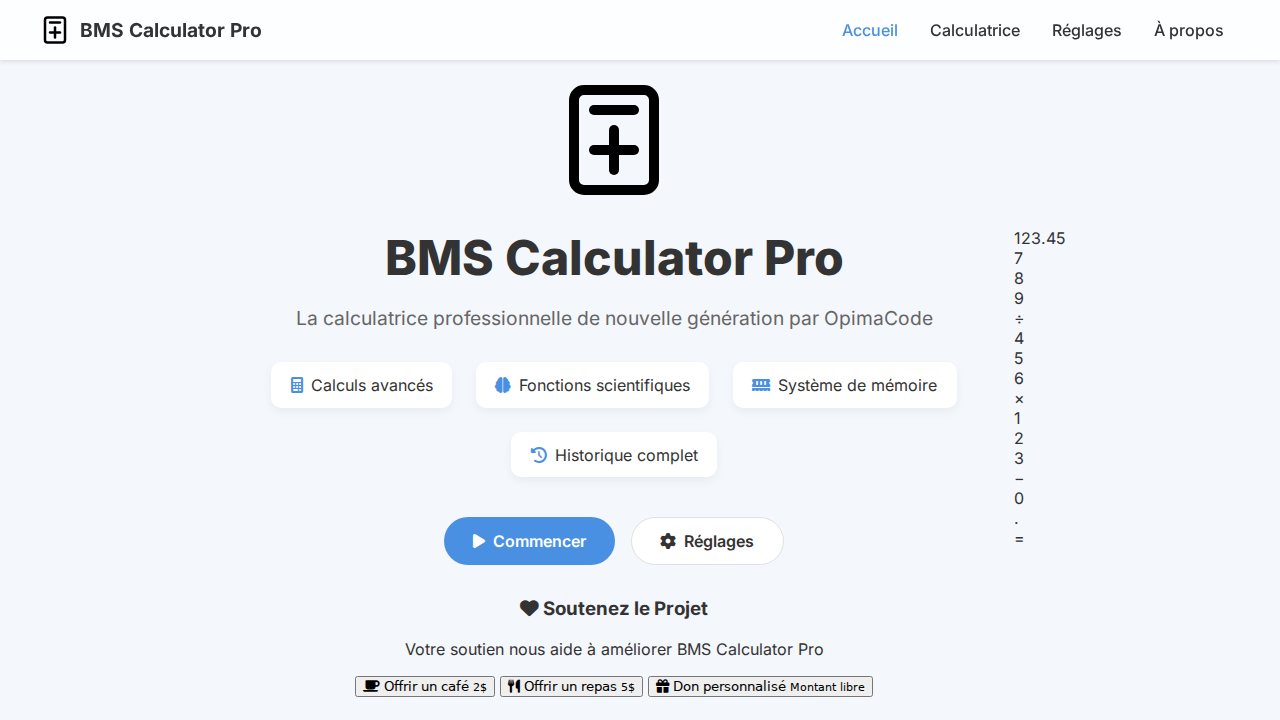 BMS Calculator Pro
Accueil
Calculatrice
Réglages
À propos
BMS Calculator Pro
La calculatrice professionnelle de nouvelle génération par OpimaCode
Calculs avancés
Fonctions scientifiques
Système de mémoire
Historique complet
Commencer
Réglages
Soutenez le Projet
Votre soutien nous aide à améliorer BMS Calculator Pro
Offrir un café 2$
Offrir un repas 5$
Don personnalisé Montant libre
123.45
7
8
9
÷
4
5
6
×
1
2
3
−
0
.
=